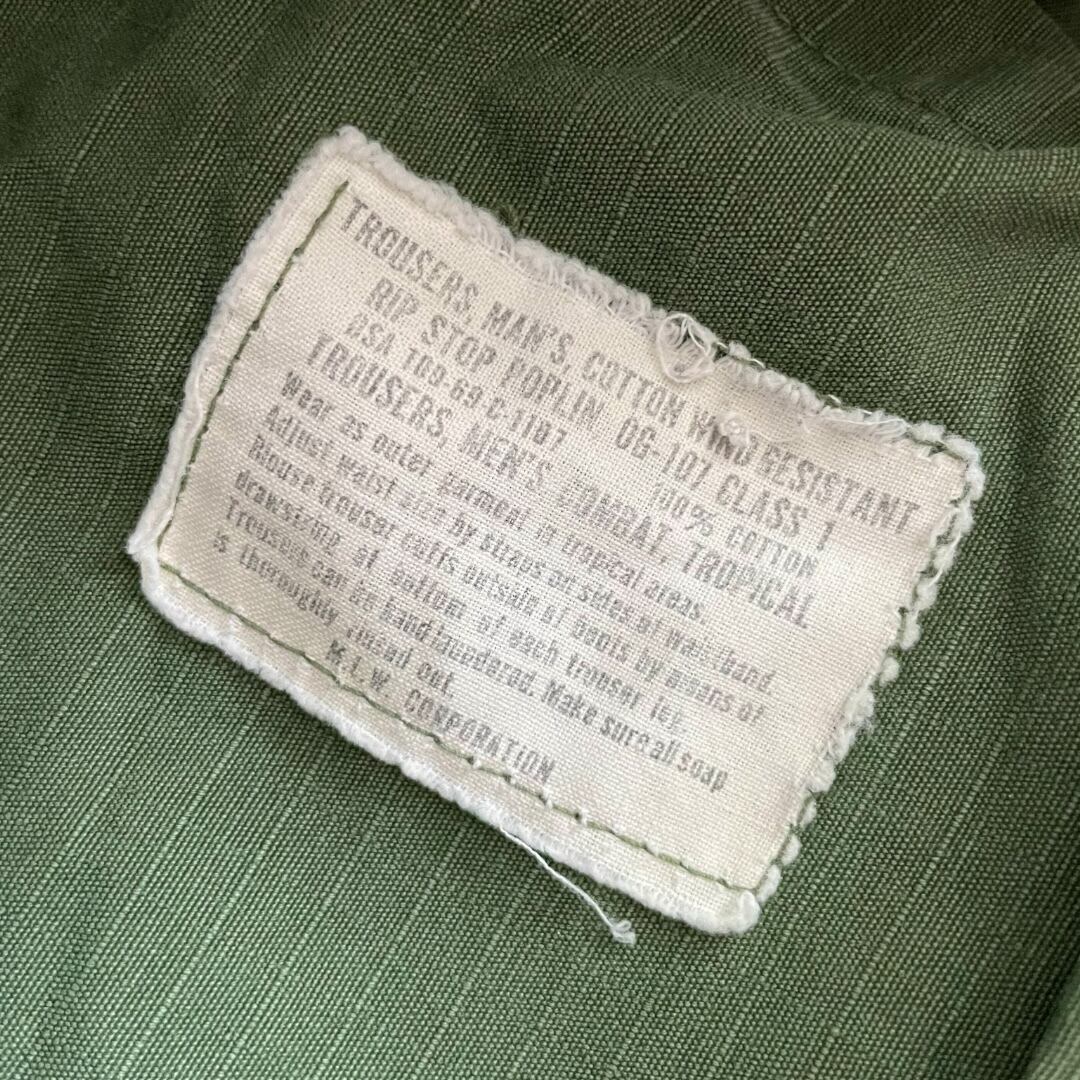 TROUSERS, MAN'S, COTTON WIND RESISTANT
RIP STOP POPLIN OG-107 CLASS 1
DSA 100-69-C-1107 100% COTTON
TROUSERS, MEN'S COMBAT, TROPICAL
Wear as outer garment in tropical areas.
Adjust waist size by straps at sides of waistband.
Blouse trouser cuffs outside of boots by means of
drawstring at bottom of each trouser leg.
Trousers can be hand laundered. Make sure all soap
is thoroughly rinsed out.
M.L.W. CORPORATION